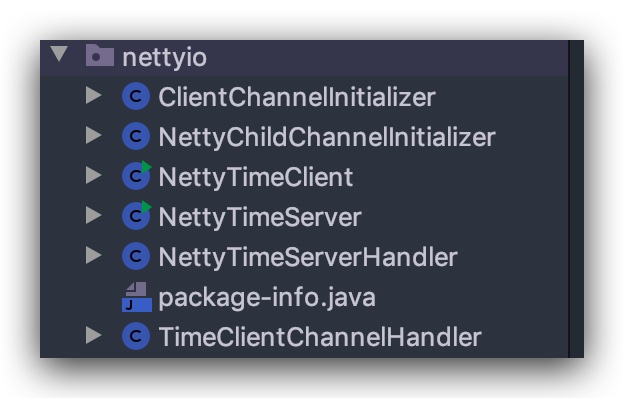 nettyio
C ClientChannelInitializer
C NettyChildChannelInitializer
C NettyTimeClient
C NettyTimeServer
C NettyTimeServerHandler
J package-info.java
C TimeClientChannelHandler